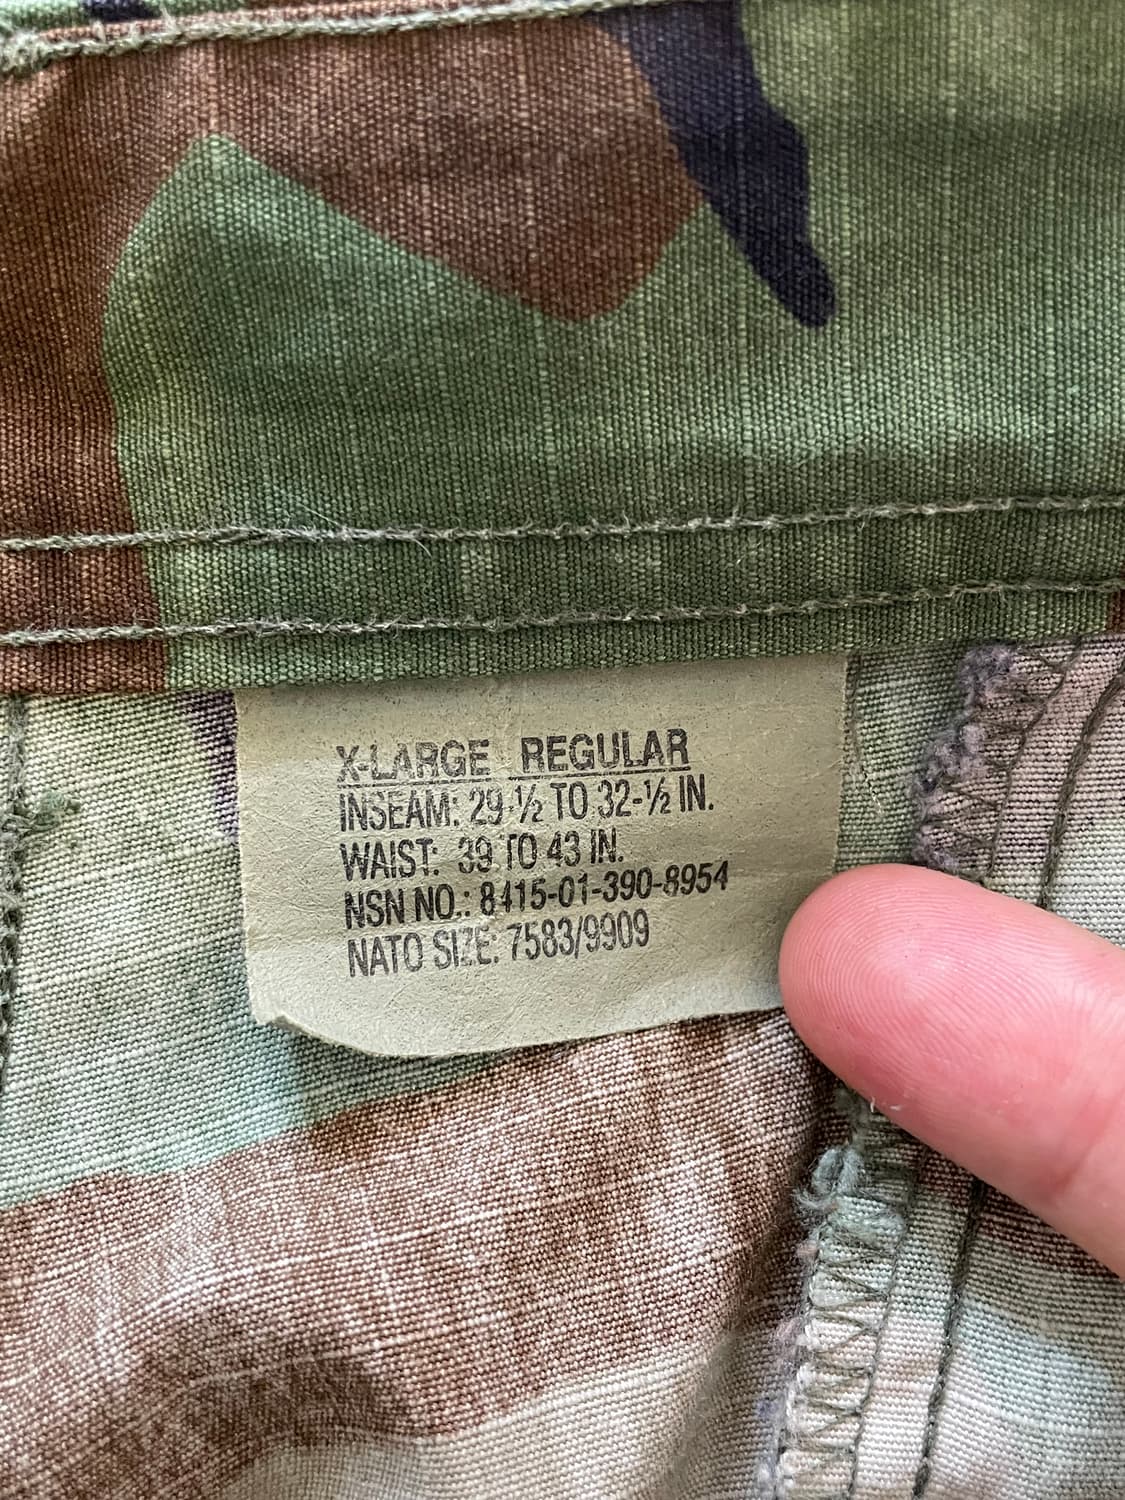 X-LARGE REGULAR
INSEAM: 29-½ TO 32-½ IN.
WAIST: 39 TO 43 IN.
NSN NO.: 8415-01-390-8954
NATO SIZE: 7583/9909